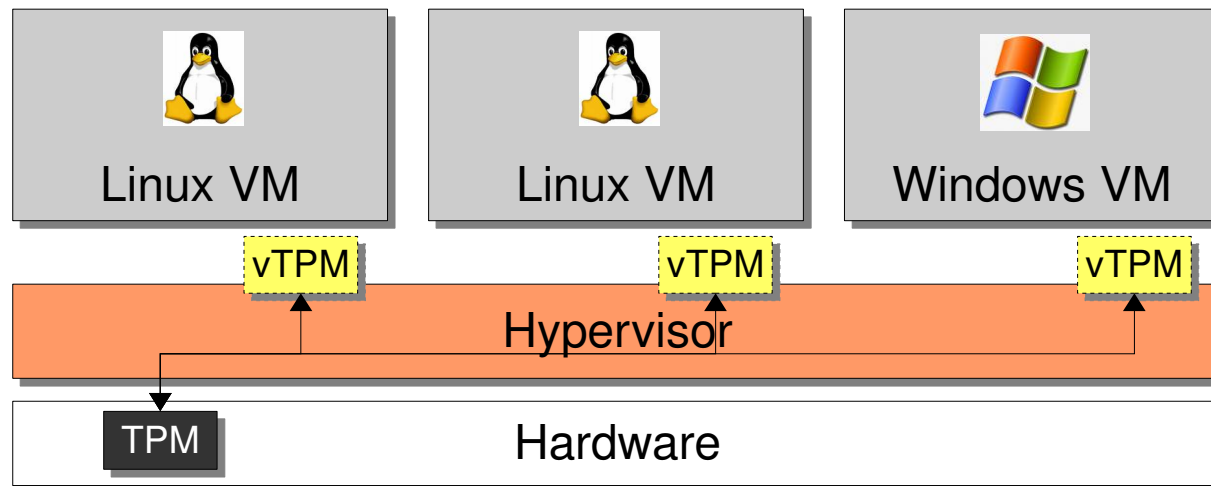 Linux VM
Linux VM
Windows VM
vTPM
vTPM
vTPM
Hypervisor
TPM
Hardware